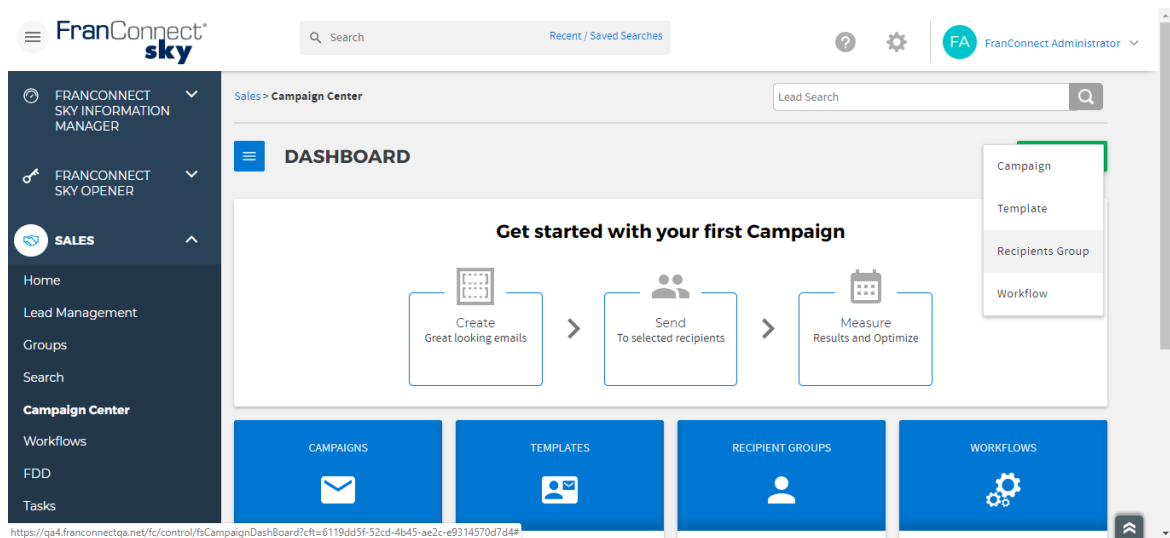 FranConnect
sky
Search
Recent / Saved Searches
?
FA
FranConnect Administrator
FRANCONNECT
SKY INFORMATION
MANAGER
FRANCONNECT
SKY OPENER
SALES
Home
Lead Management
Groups
Search
Campaign Center
Workflows
FDD
Tasks
Sales > Campaign Center
Lead Search
DASHBOARD
Campaign
Template
Recipients Group
Workflow
Get started with your first Campaign
Create
Great looking emails
Send
To selected recipients
Measure
Results and Optimize
CAMPAIGNS
TEMPLATES
RECIPIENT GROUPS
WORKFLOWS
https://qa4.franconnectqa.net/fc/control/fsCampaignDashBoard?cft=6119dd5f-52cd-4b45-ae2c-e9314570d7d4#